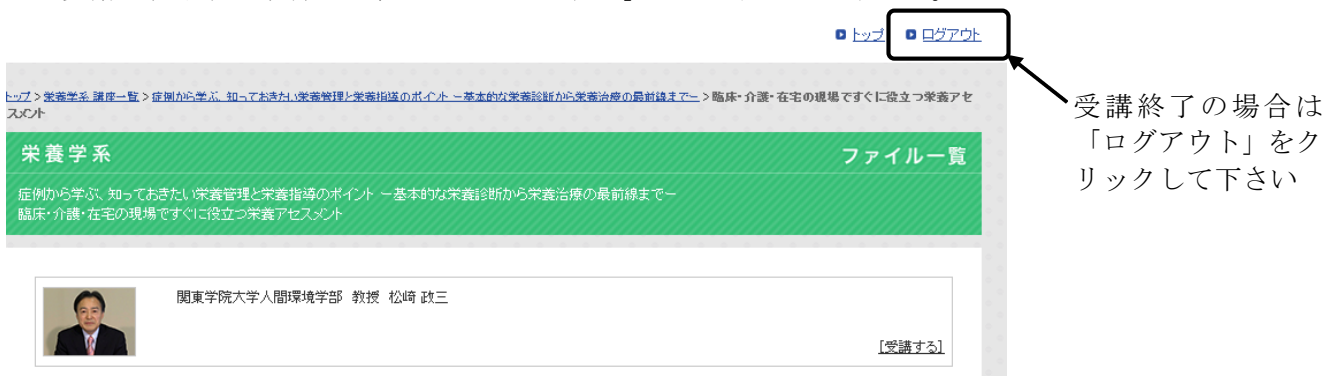 トップ ログアウト
トップ > 栄養学系 講座一覧 > 症例から学ぶ、知っておきたい栄養管理と栄養指導のポイント ー基本的な栄養診断から栄養治療の最前線までー > 臨床・介護・在宅の現場ですぐに役立つ栄養アセ
スメント
受講終了の場合は
「ログアウト」をク
リックして下さい
栄養学系 ファイル一覧
症例から学ぶ、知っておきたい栄養管理と栄養指導のポイント ー基本的な栄養診断から栄養治療の最前線までー
臨床・介護・在宅の現場ですぐに役立つ栄養アセスメント
関東学院大学人間環境学部 教授 松崎 政三
[受講する]